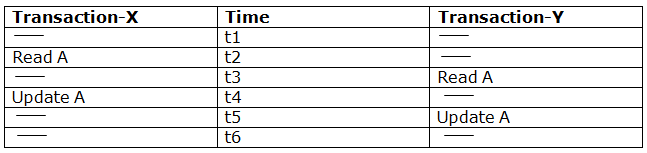 Transaction-X Time Transaction-Y
—— t1 ——
Read A t2 ——
—— t3 Read A
Update A t4 ——
—— t5 Update A
—— t6 ——